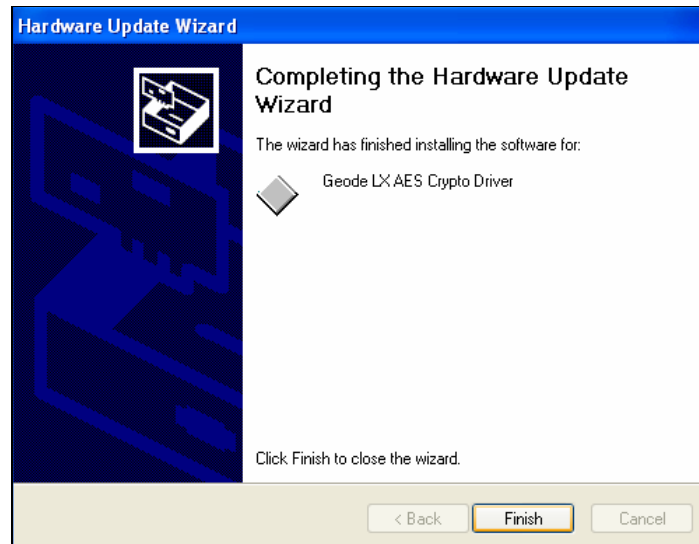 Hardware Update Wizard
Completing the Hardware Update
Wizard
The wizard has finished installing the software for:
Geode LX AES Crypto Driver
Click Finish to close the wizard.
< Back
Finish
Cancel